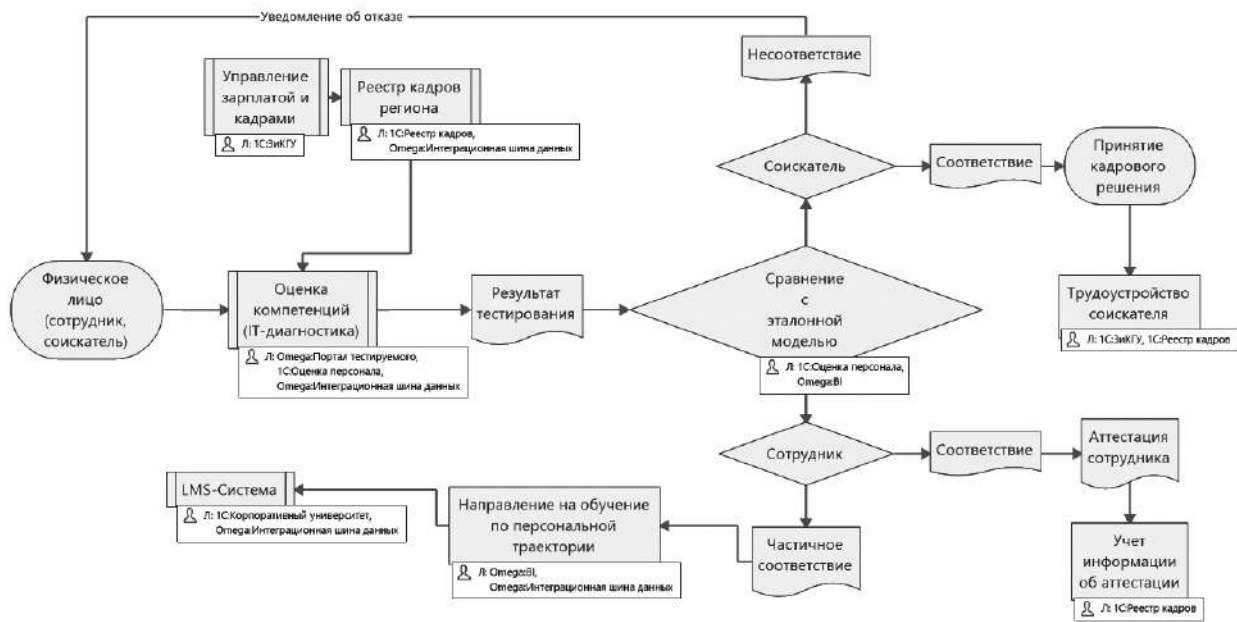 Уведомление об отказе
Несоответствие
Управление
зарплатой и
кадрами
Л: 1С:ЗиКГУ
Реестр кадров
региона
Л: 1С:Реестр кадров,
Omega:Интеграционная шина данных
Соискатель
Соответствие
Принятие
кадрового
решения
Физическое
лицо
(сотрудник,
соискатель)
Оценка
компетенций
(IT-диагностика)
Л: Omega:Портал тестируемого,
1С:Оценка персонала,
Omega:Интеграционная шина данных
Результат
тестирования
Сравнение
с
эталонной
моделью
Л: 1С:Оценка персонала,
Omega:BI
Трудоустройство
соискателя
Л: 1С:ЗиКГУ, 1С:Реестр кадров
Сотрудник
Соответствие
Аттестация
сотрудника
LMS-Система
Л: 1С:Корпоративный университет,
Omega:Интеграционная шина данных
Направление на обучение
по персональной
траектории
Л: Omega:BI,
Omega:Интеграционная шина данных
Частичное
соответствие
Учет
информации
об аттестации
Л: 1С:Реестр кадров